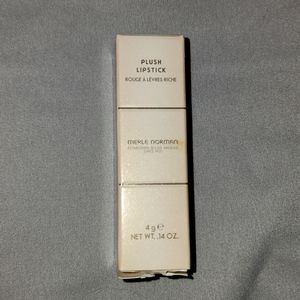 PLUSH
LIPSTICK
ROUGE À LÈVRES RICHE
MERLE NORMAN
4 g ℮
NET WT. .14 OZ.